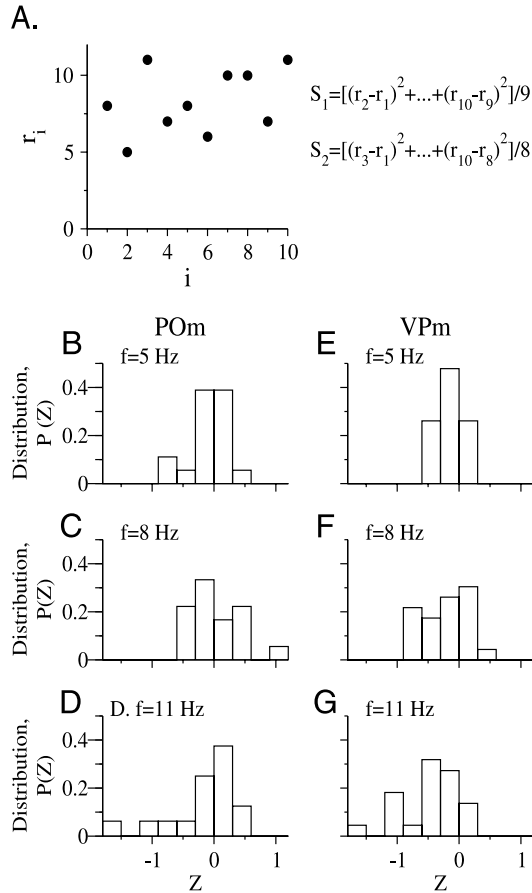 A.
r_i
10
5
0
0 2 4 6 8 10
i
S_1=[(r_2-r_1)^2+...+(r_10-r_9)^2]/9
S_2=[(r_3-r_1)^2+...+(r_10-r_8)^2]/8
POm
VPm
B
f=5 Hz
Distribution,
P(Z)
0.4
0.2
0
E
f=5 Hz
C
f=8 Hz
Distribution,
P(Z)
0.4
0.2
0
F
f=8 Hz
D
D. f=11 Hz
Distribution,
P(Z)
0.4
0.2
0
-1 0 1
Z
G
f=11 Hz
-1 0 1
Z